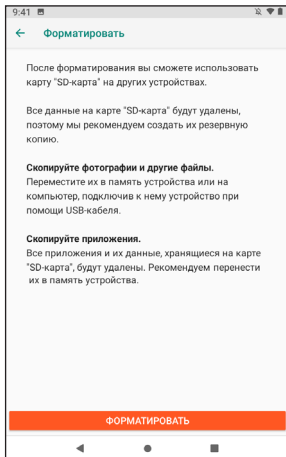 9:41
Форматировать
После форматирования вы сможете использовать
карту "SD-карта" на других устройствах.
Все данные на карте "SD-карта" будут удалены,
поэтому мы рекомендуем создать их резервную
копию.
Скопируйте фотографии и другие файлы.
Переместите их в память устройства или на
компьютер, подключив к нему устройство при
помощи USB-кабеля.
Скопируйте приложения.
Все приложения и их данные, хранящиеся на карте
"SD-карта", будут удалены. Рекомендуем перенести
их в память устройства.
ФОРМАТИРОВАТЬ